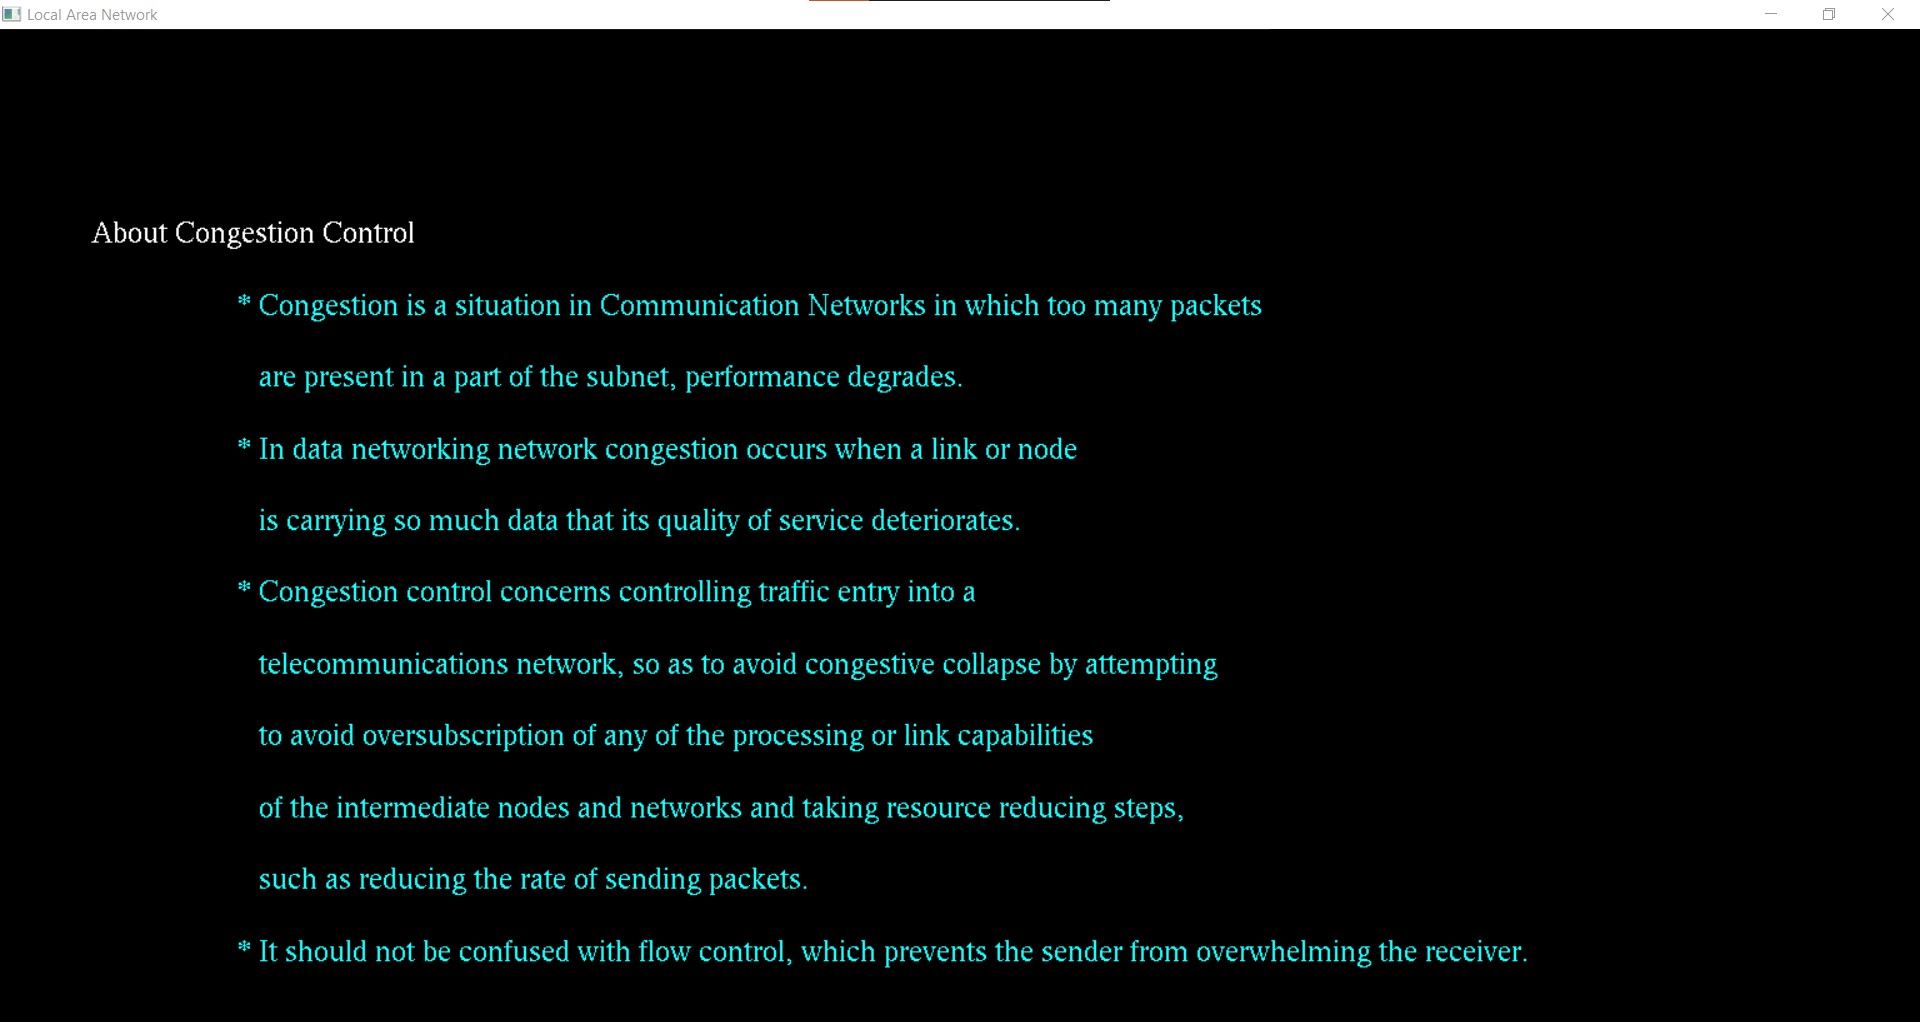 Local Area Network
About Congestion Control
* Congestion is a situation in Communication Networks in which too many packets
are present in a part of the subnet, performance degrades.
* In data networking network congestion occurs when a link or node
is carrying so much data that its quality of service deteriorates.
* Congestion control concerns controlling traffic entry into a
telecommunications network, so as to avoid congestive collapse by attempting
to avoid oversubscription of any of the processing or link capabilities
of the intermediate nodes and networks and taking resource reducing steps,
such as reducing the rate of sending packets.
* It should not be confused with flow control, which prevents the sender from overwhelming the receiver.